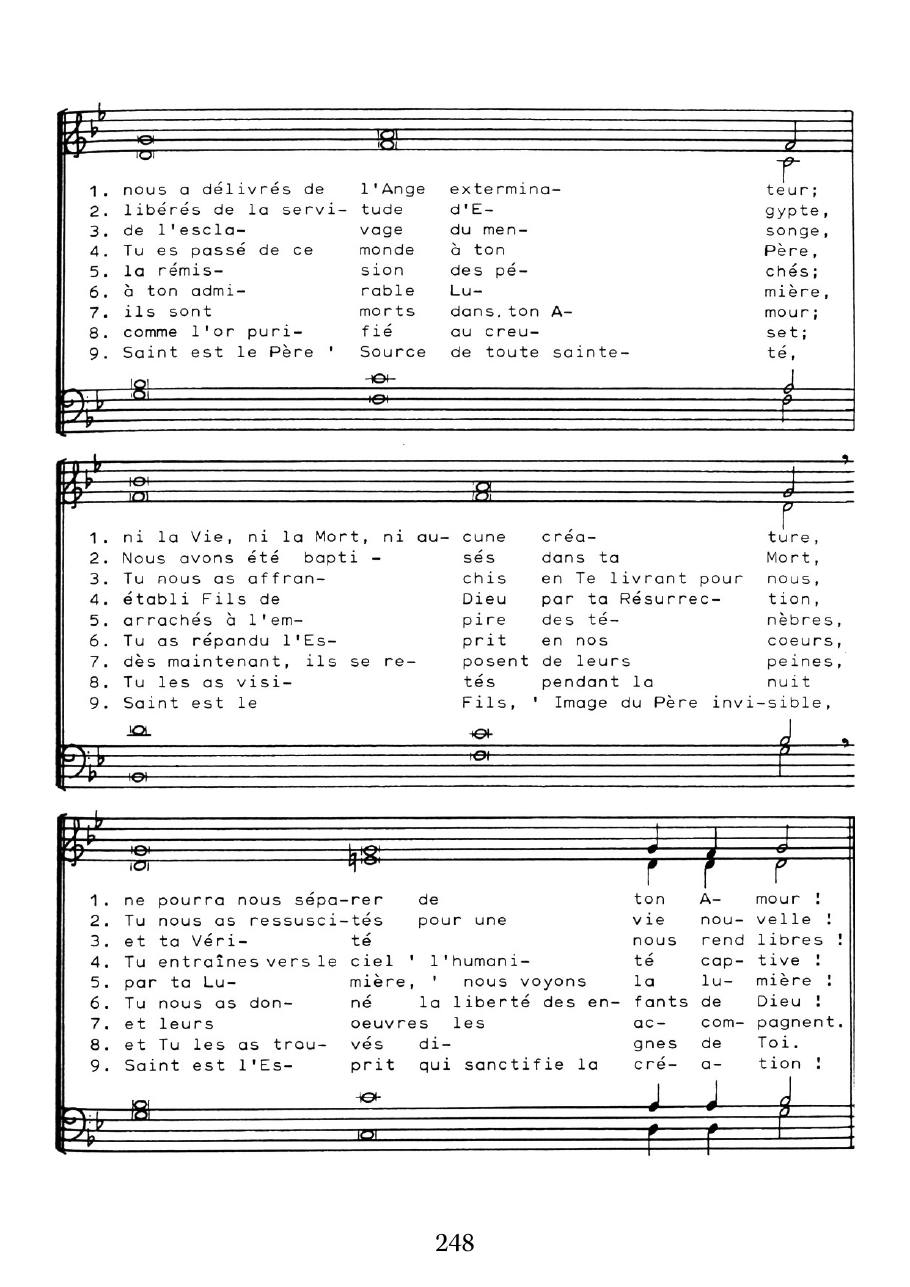 1. nous a délivrés de l'Ange extermina- teur;
2. libérés de la servi- tude d'E- gypte,
3. de l'escla- vage du men- songe,
4. Tu es passé de ce monde à ton Père,
5. la rémis- sion des pé- chés;
6. à ton admi- rable Lu- mière,
7. ils sont morts dans.ton A- mour;
8. comme l'or puri- fié au creu- set;
9. Saint est le Père ' Source de toute sainte- té,
1. ni la Vie, ni la Mort, ni au- cune créa- ture,
2. Nous avons été bapti - sés dans ta Mort,
3. Tu nous as affran- chis en Te livrant pour nous,
4. établi Fils de Dieu par ta Résurrec- tion,
5. arrachés à l'em- pire des té- nèbres,
6. Tu as répandu l'Es- prit en nos coeurs,
7. dès maintenant, ils se re- posent de leurs peines,
8. Tu les as visi- tés pendant la nuit
9. Saint est le Fils, ' Image du Père invi-sible,
1. ne pourra nous sépa-rer de ton A- mour !
2. Tu nous as ressusci-tés pour une vie nou- velle !
3. et ta Véri- té nous rend libres !
4. Tu entraînes vers le ciel ' l'humani- té cap- tive !
5. par ta Lu- mière, ' nous voyons la lu- mière !
6. Tu nous as don- né la liberté des en- fants de Dieu !
7. et leurs oeuvres les ac- com- pagnent.
8. et Tu les as trou- vés di- gnes de Toi.
9. Saint est l'Es- prit qui sanctifie la cré- a- tion !
248